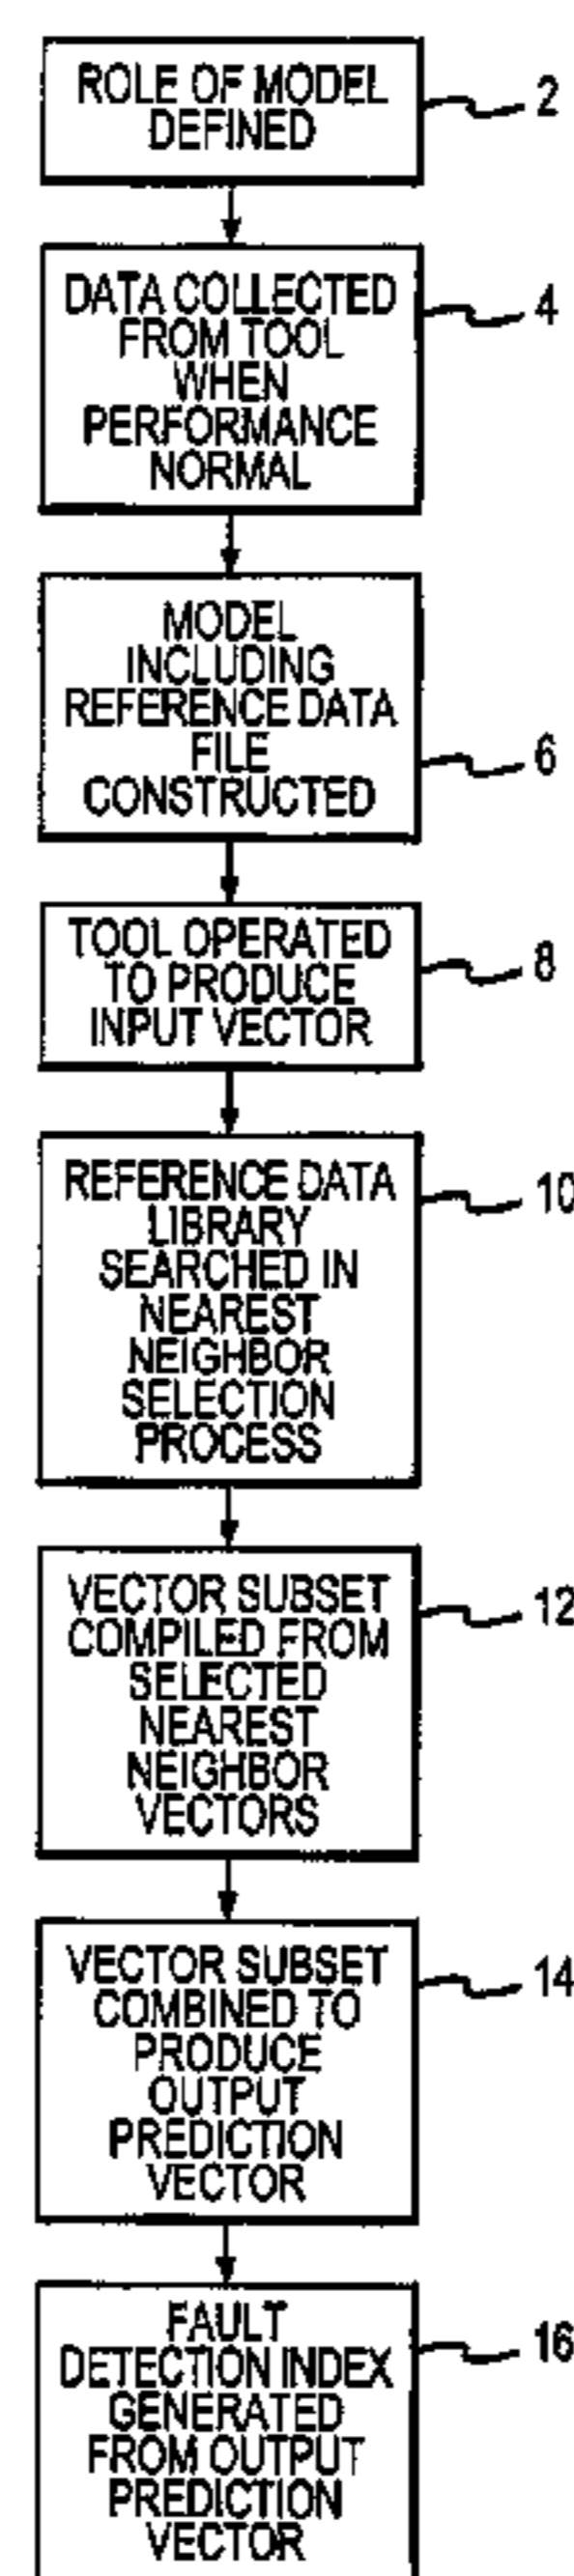 ROLE OF MODEL
DEFINED
2
DATA COLLECTED
FROM TOOL
WHEN
PERFORMANCE
NORMAL
4
MODEL
INCLUDING
REFERENCE DATA
FILE
CONSTRUCTED
6
TOOL OPERATED
TO PRODUCE
INPUT VECTOR
8
REFERENCE DATA
LIBRARY
SEARCHED IN
NEAREST
NEIGHBOR
SELECTION
PROCESS
10
VECTOR SUBSET
COMPILED FROM
SELECTED
NEAREST
NEIGHBOR
VECTORS
12
VECTOR SUBSET
COMBINED TO
PRODUCE
OUTPUT
PREDICTION
VECTOR
14
FAULT
DETECTION INDEX
GENERATED
FROM OUTPUT
PREDICTION
VECTOR
16